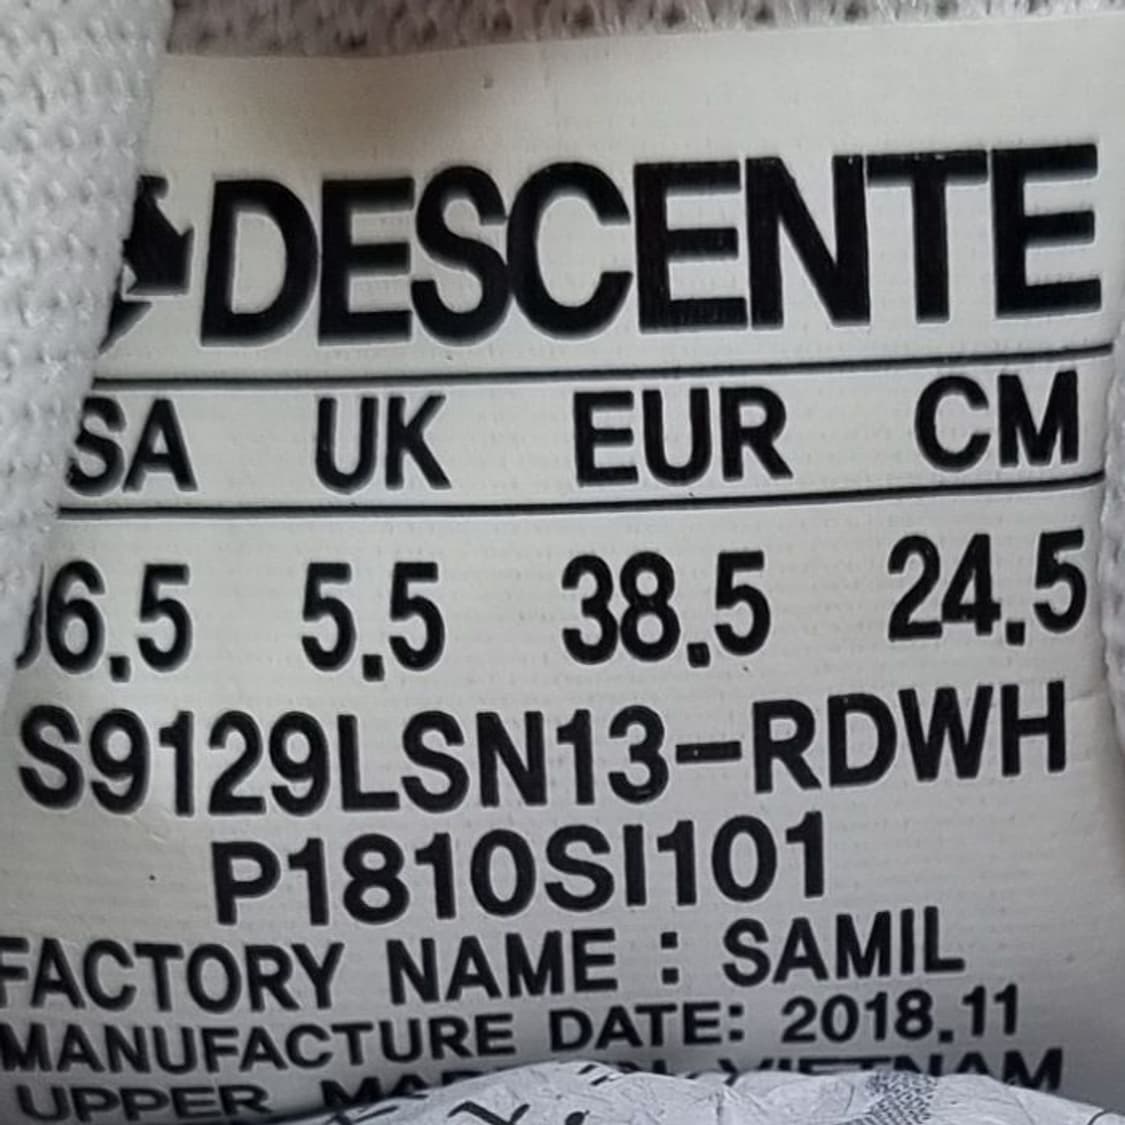 DESCENTE
SA UK EUR CM
6.5 5.5 38.5 24.5
S9129LSN13-RDWH
P1810SI101
FACTORY NAME : SAMIL
MANUFACTURE DATE: 2018.11
UPPER VIETNAM